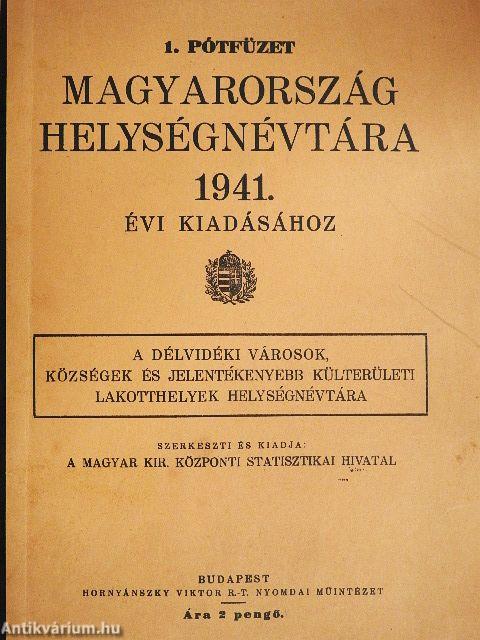 1. PÓTFÜZET
MAGYARORSZÁG
HELYSÉGNÉVTÁRA
1941.
ÉVI KIADÁSÁHOZ
A DÉLVIDÉKI VÁROSOK,
KÖZSÉGEK ÉS JELENTÉKENYEBB KÜLTERÜLETI
LAKOTTHELYEK HELYSÉGNÉVTÁRA
SZERKESZTI ÉS KIADJA:
A MAGYAR KIR. KÖZPONTI STATISZTIKAI HIVATAL
BUDAPEST
HORNYÁNSZKY VIKTOR R.-T. NYOMDAI MŰINTÉZET
Ára 2 pengő.
Antikvárium.hu